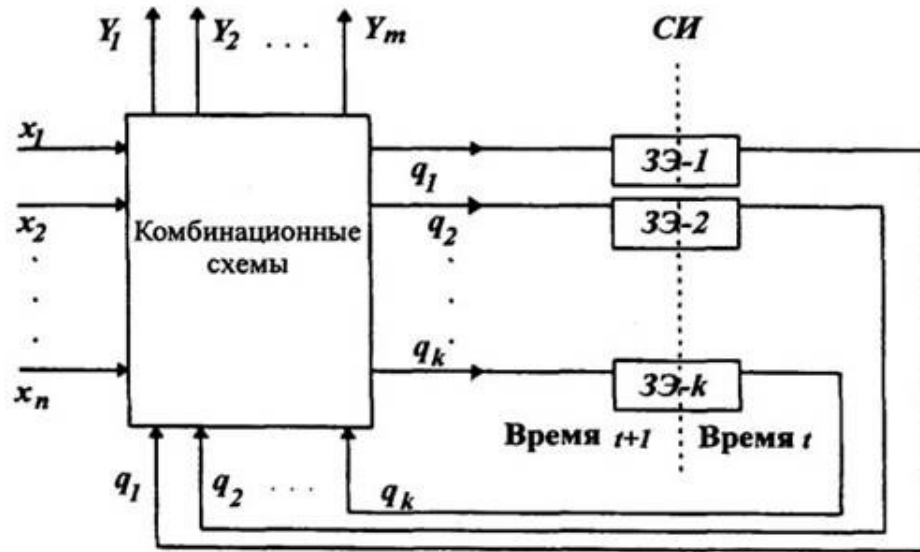 Y1 Y2 . . . Ym
СИ
x1
x2
xn
Комбинационные
схемы
q1
q2
qk
ЗЭ-1
ЗЭ-2
ЗЭ-k
Время t+1
Время t
q1 q2 . . . . qk